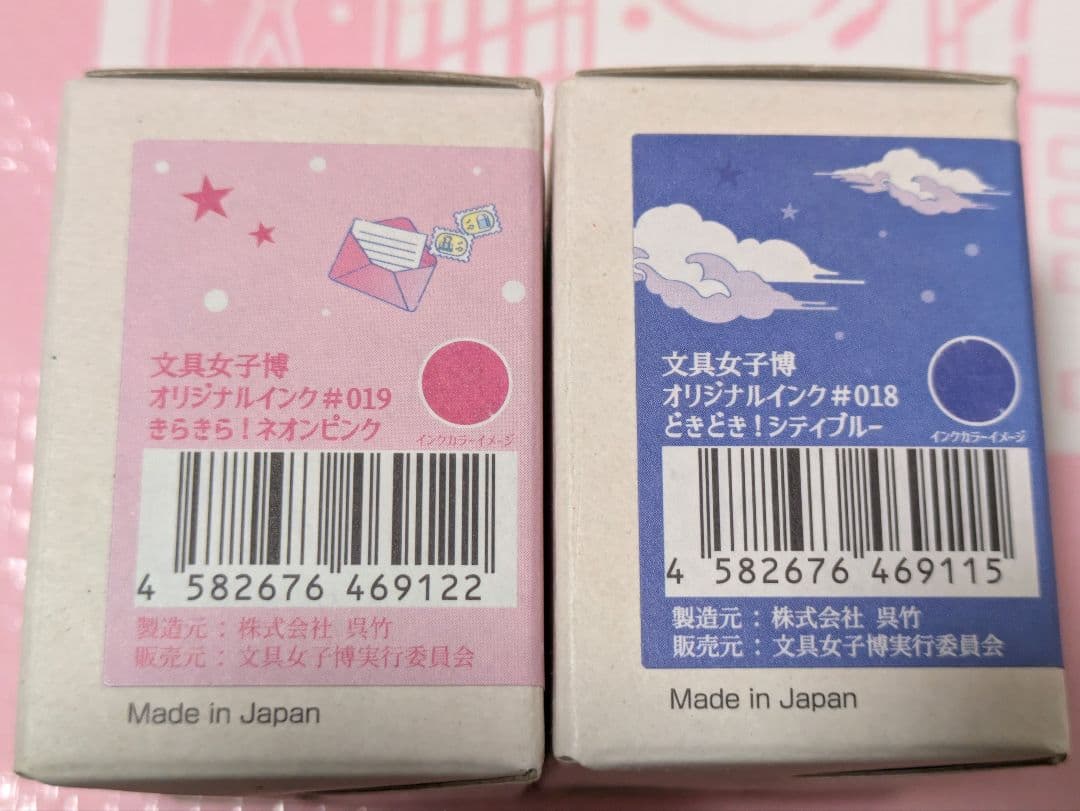 文具女子博
オリジナルインク#019
きらきら！ネオンピンク
インクカラーイメージ
4 582676 469122
製造元：株式会社 呉竹
販売元：文具女子博実行委員会
Made in Japan
文具女子博
オリジナルインク#018
どきどき！シティブルー
インクカラーイメージ
4 582676 469115
製造元：株式会社 呉竹
販売元：文具女子博実行委員会
Made in Japan